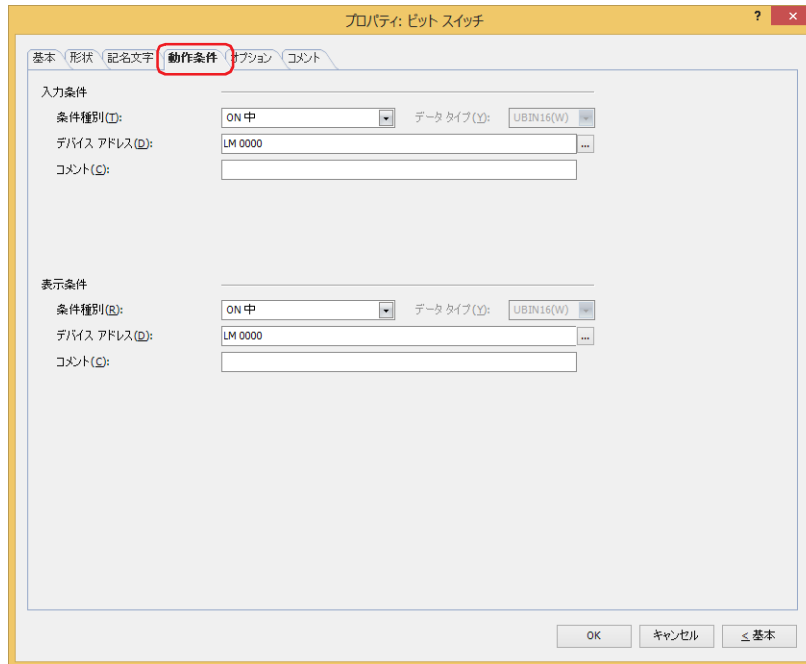 プロパティ: ビット スイッチ
? ×
基本 形状 記名文字 動作条件 オプション コメント
入力条件
条件種別(T): ON 中 データ タイプ(Y): UBIN16(W)
デバイス アドレス(D): LM 0000 ...
コメント(C):
表示条件
条件種別(R): ON 中 データ タイプ(Y): UBIN16(W)
デバイス アドレス(D): LM 0000 ...
コメント(C):
OK キャンセル < 基本